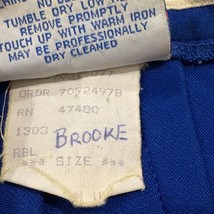 TUMBLE DRY LOW
REMOVE PROMPTLY
TOUCH UP WITH WARM IRON
MAY BE PROFESSIONALLY
DRY CLEANED
ORDR 70724978
RN 47480
1303 BROOKE
RBL
*** SIZE ***